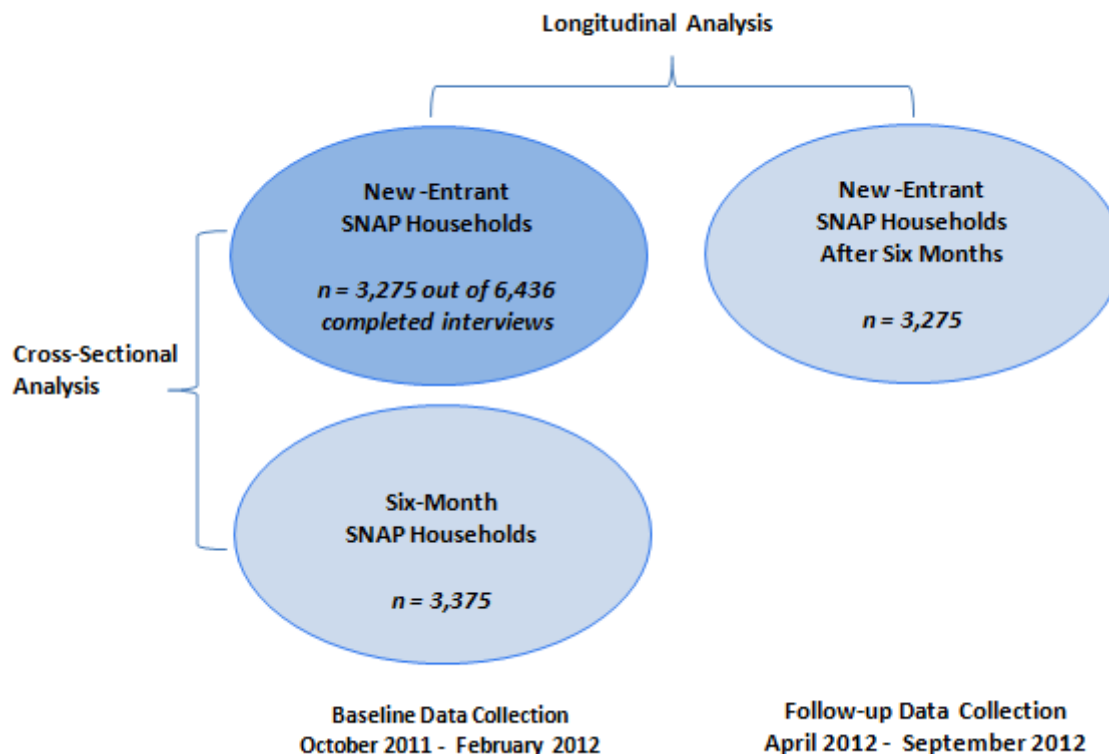 Longitudinal Analysis
New -Entrant
SNAP Households
n = 3,275 out of 6,436
completed interviews
New -Entrant
SNAP Households
After Six Months
n = 3,275
Cross-Sectional
Analysis
Six-Month
SNAP Households
n = 3,375
Baseline Data Collection
October 2011 - February 2012
Follow-up Data Collection
April 2012 - September 2012